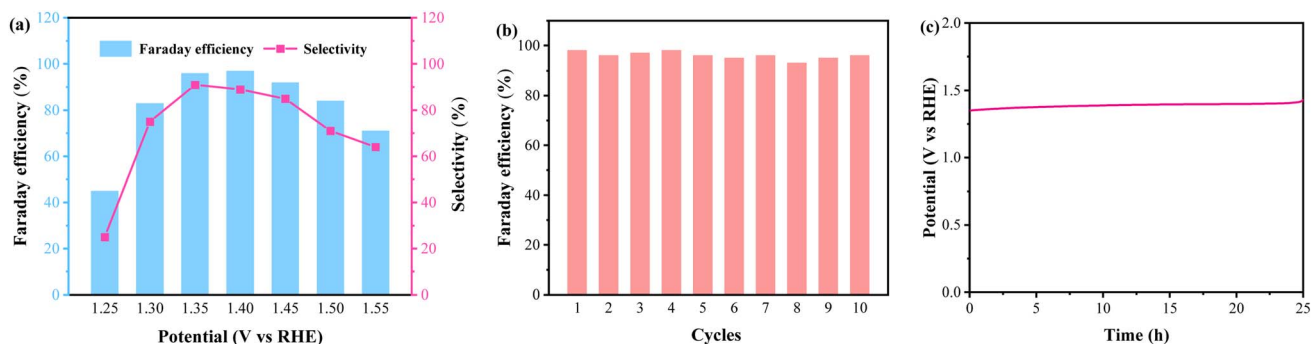 (a)
Faraday efficiency
Selectivity
Faraday efficiency (%)
120
100
80
60
40
20
0
1.25 1.30 1.35 1.40 1.45 1.50 1.55
Potential (V vs RHE)
120
100
80
60
40
20
0
Selectivity (%)
(b)
Faraday efficiency (%)
100
80
60
40
20
0
1 2 3 4 5 6 7 8 9 10
Cycles
(c)
Potential (V vs RHE)
2.0
1.5
1.0
0.5
0.0
0 5 10 15 20 25
Time (h)